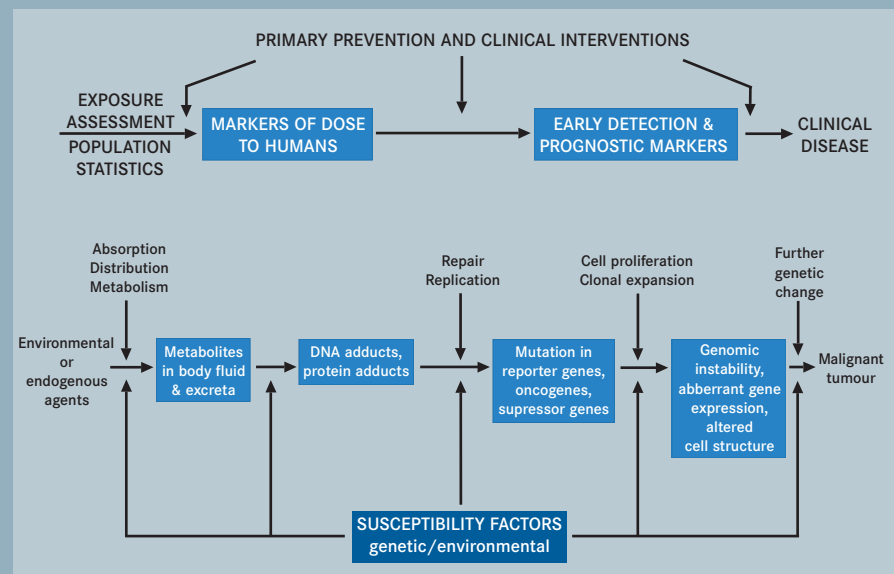 PRIMARY PREVENTION AND CLINICAL INTERVENTIONS
EXPOSURE
ASSESSMENT
POPULATION
STATISTICS
MARKERS OF DOSE
TO HUMANS
EARLY DETECTION &
PROGNOSTIC MARKERS
CLINICAL
DISEASE
Absorption
Distribution
Metabolism
Repair
Replication
Cell proliferation
Clonal expansion
Further
genetic
change
Environmental
or
endogenous
agents
Metabolites
in body fluid
& excreta
DNA adducts,
protein adducts
Mutation in
reporter genes,
oncogenes,
supressor genes
Genomic
instability,
abberrant gene
expression,
altered
cell structure
Malignant
tumour
SUSCEPTIBILITY FACTORS
genetic/environmental